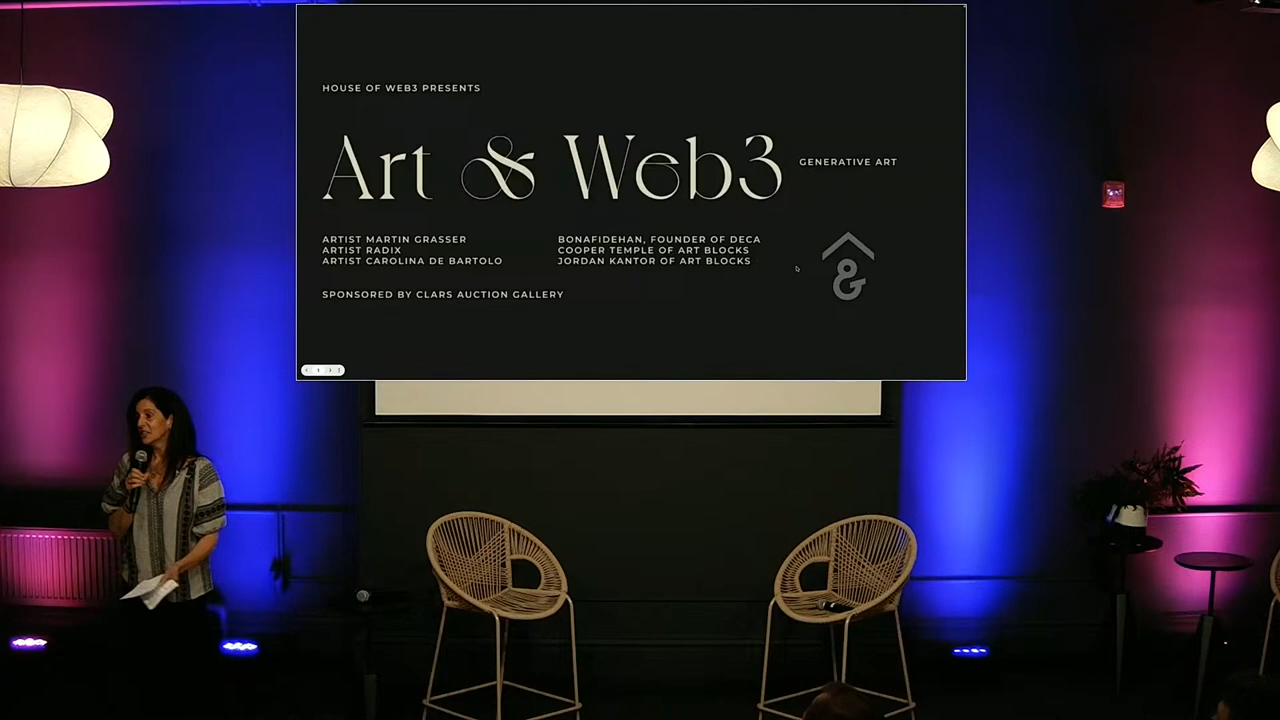 HOUSE OF WEB3 PRESENTS
Art & Web3
GENERATIVE ART
ARTIST MARTIN GRASSER
ARTIST RADIX
ARTIST CAROLINA DE BARTOLO
BONAFIDEHAN, FOUNDER OF DECA
COOPER TEMPLE OF ART BLOCKS
JORDAN KANTOR OF ART BLOCKS
&
SPONSORED BY CLARS AUCTION GALLERY